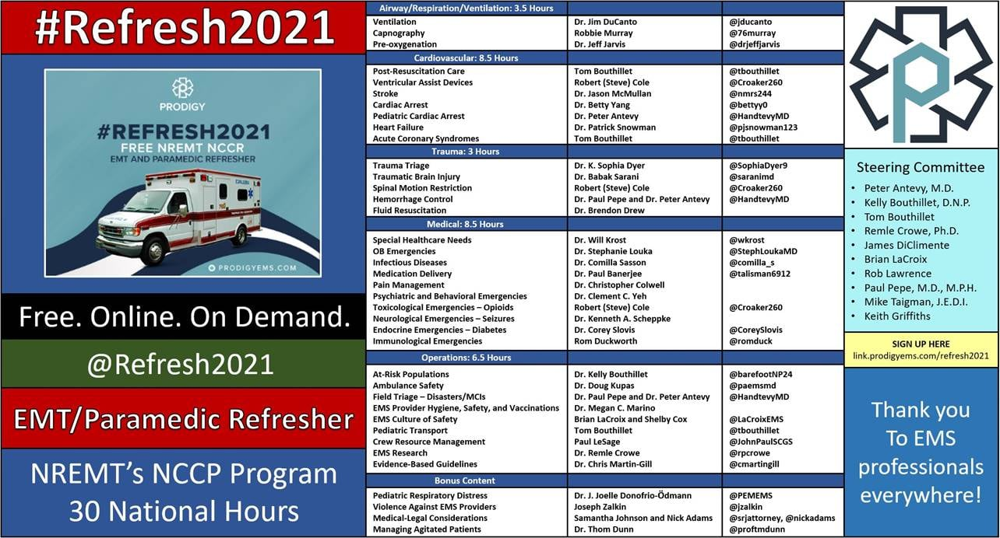 #Refresh2021
PRODIGY
#REFRESH2021
FREE NREMT NCCR
EMT AND PARAMEDIC REFRESHER
PRODIGYEMS.COM
Free. Online. On Demand.
@Refresh2021
EMT/Paramedic Refresher
NREMT’s NCCP Program
30 National Hours
Airway/Respiration/Ventilation: 3.5 Hours
Ventilation Dr. Jim DuCanto @jducanto
Capnography Robbie Murray @76murray
Pre-oxygenation Dr. Jeff Jarvis @drjeffjarvis
Cardiovascular: 8.5 Hours
Post-Resuscitation Care Tom Bouthillet @tbouthillet
Ventricular Assist Devices Robert (Steve) Cole @Croaker260
Stroke Dr. Jason McMullan @nmrs244
Cardiac Arrest Dr. Betty Yang @bettyy0
Pediatric Cardiac Arrest Dr. Peter Antevy @HandtevyMD
Heart Failure Dr. Patrick Snowman @pjsnowman123
Acute Coronary Syndromes Tom Bouthillet @tbouthillet
Trauma: 3 Hours
Trauma Triage Dr. K. Sophia Dyer @SophiaDyer9
Traumatic Brain Injury Dr. Babak Sarani @saranimd
Spinal Motion Restriction Robert (Steve) Cole @Croaker260
Hemorrhage Control Dr. Paul Pepe and Dr. Peter Antevy @HandtevyMD
Fluid Resuscitation Dr. Brendon Drew
Medical: 8.5 Hours
Special Healthcare Needs Dr. Will Krost @wkrost
OB Emergencies Dr. Stephanie Louka @StephLoukaMD
Infectious Diseases Dr. Comilla Sasson @comilla_s
Medication Delivery Dr. Paul Banerjee @talisman6912
Pain Management Dr. Christopher Colwell
Psychiatric and Behavioral Emergencies Dr. Clement C. Yeh
Toxicological Emergencies – Opioids Robert (Steve) Cole @Croaker260
Neurological Emergencies – Seizures Dr. Kenneth A. Scheppke
Endocrine Emergencies – Diabetes Dr. Corey Slovis @CoreySlovis
Immunological Emergencies Rom Duckworth @romduck
Operations: 6.5 Hours
At-Risk Populations Dr. Kelly Bouthillet @barefootNP24
Ambulance Safety Dr. Doug Kupas @paemsmd
Field Triage – Disasters/MCIs Dr. Paul Pepe and Dr. Peter Antevy @HandtevyMD
EMS Provider Hygiene, Safety, and Vaccinations Dr. Megan C. Marino
EMS Culture of Safety Brian LaCroix and Shelby Cox @LaCroixEMS
Pediatric Transport Tom Bouthillet @tbouthillet
Crew Resource Management Paul LeSage @JohnPaulSCGS
EMS Research Dr. Remle Crowe @rpcrowe
Evidence-Based Guidelines Dr. Chris Martin-Gill @cmartingill
Bonus Content
Pediatric Respiratory Distress Dr. J. Joelle Donofrio-Ödmann @PEMEMS
Violence Against EMS Providers Joseph Zalkin @jzalkin
Medical-Legal Considerations Samantha Johnson and Nick Adams @srjattorney, @nickadams
Managing Agitated Patients Dr. Thom Dunn @proftmdunn
Steering Committee
• Peter Antevy, M.D.
• Kelly Bouthillet, D.N.P.
• Tom Bouthillet
• Remle Crowe, Ph.D.
• James DiClimente
• Brian LaCroix
• Rob Lawrence
• Paul Pepe, M.D., M.P.H.
• Mike Taigman, J.E.D.I.
• Keith Griffiths
SIGN UP HERE
link.prodigyems.com/refresh2021
Thank you
To EMS
professionals
everywhere!